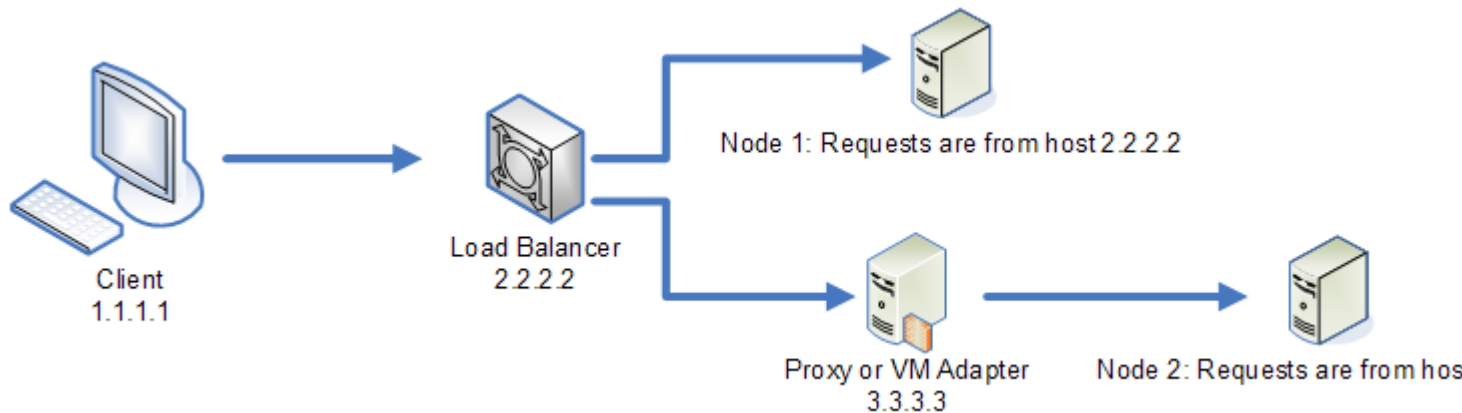 Node 1: Requests are from host 2.2.2.2
Load Balancer
2.2.2.2
Client
1.1.1.1
Proxy or VM Adapter
3.3.3.3
Node 2: Requests are from hos